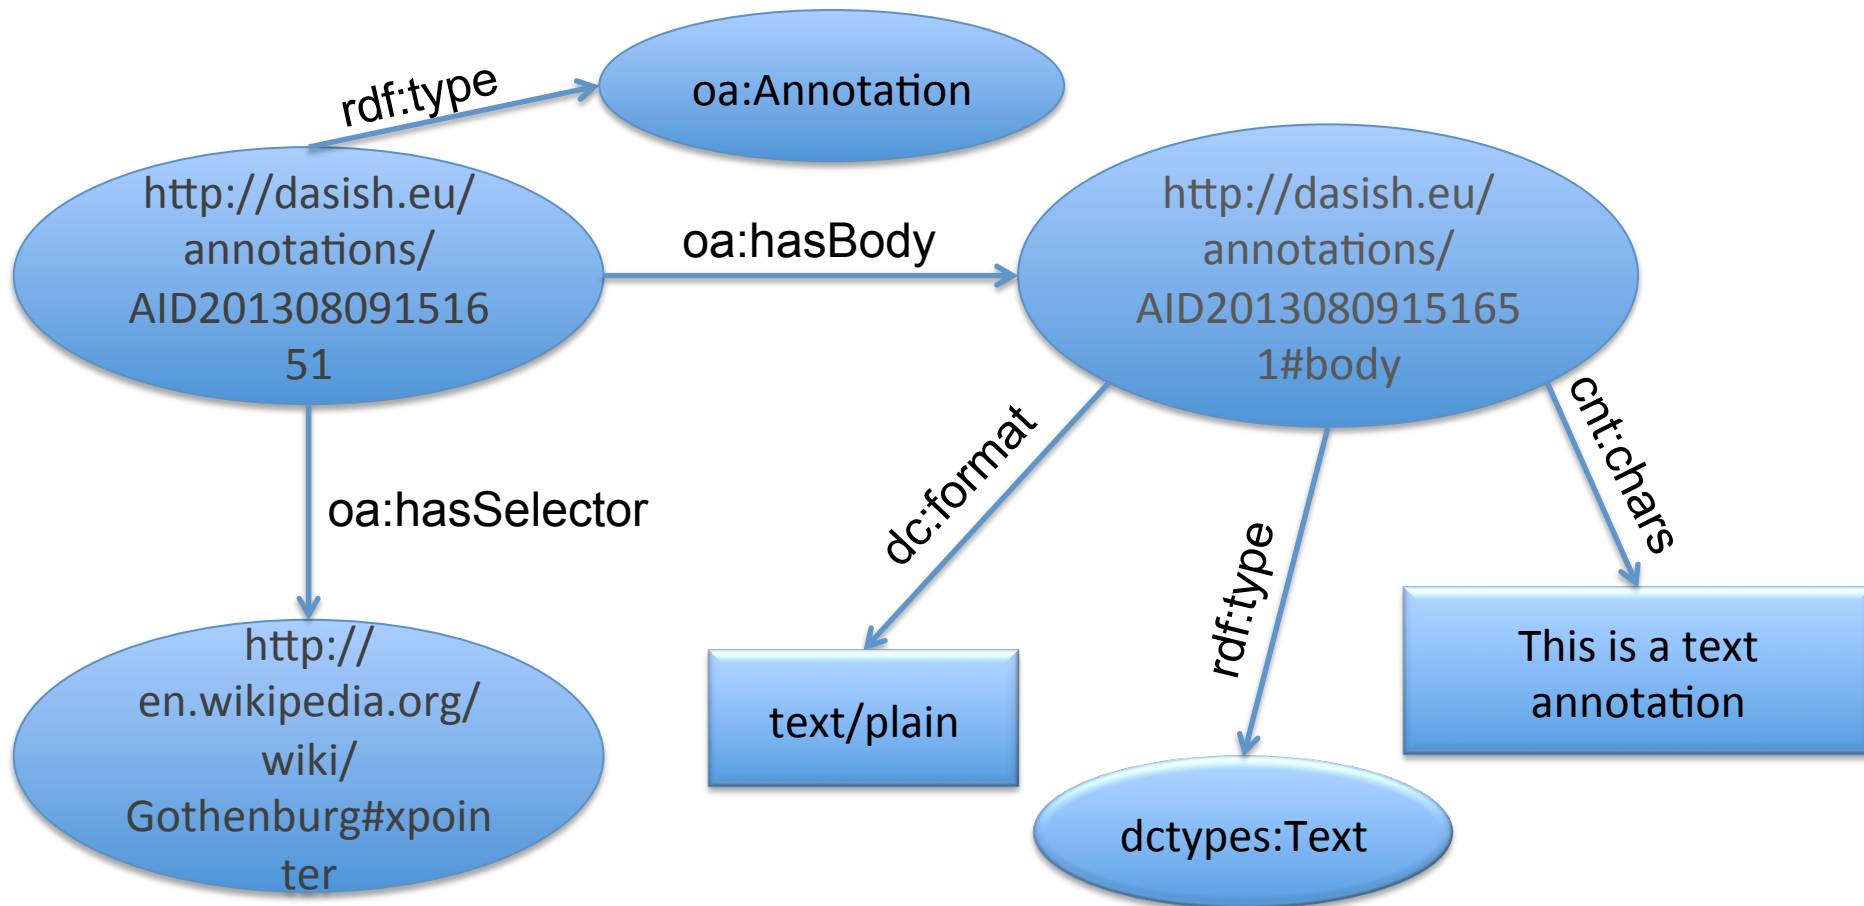 rdf:type
oa:Annotation
http://dasish.eu/
annotations/
AID201308091516
51
oa:hasBody
http://dasish.eu/
annotations/
AID2013080915165
1#body
oa:hasSelector
dc:format
rdf:type
cnt:chars
http://
en.wikipedia.org/
wiki/
Gothenburg#xpoin
ter
text/plain
dctypes:Text
This is a text
annotation